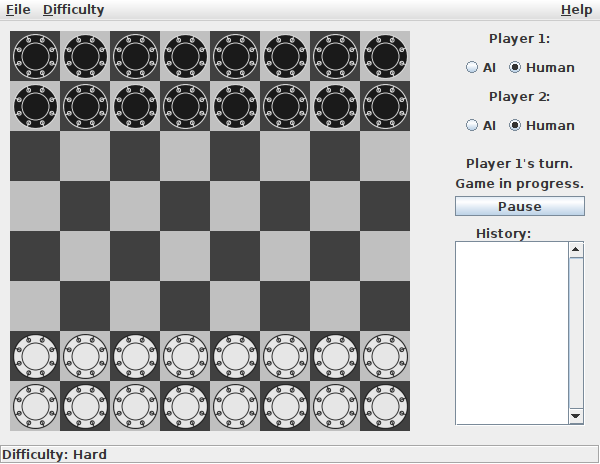 File Difficulty Help
Player 1:
AI Human
Player 2:
AI Human
Player 1's turn.
Game in progress.
Pause
History:
Difficulty: Hard